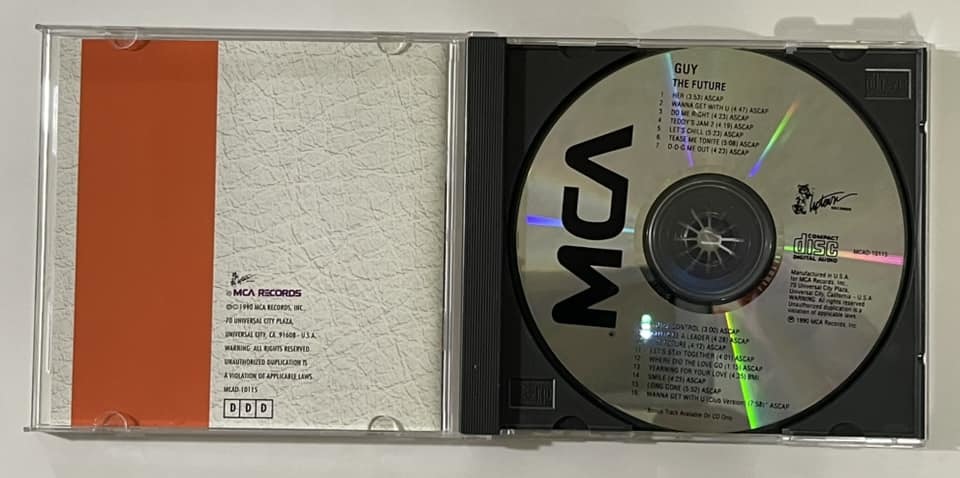 MCA RECORDS
Ⓟ©1990 MCA RECORDS, INC.,
70 UNIVERSAL CITY PLAZA,
UNIVERSAL CITY, CA. 91608 - U.S.A.
WARNING: ALL RIGHTS RESERVED.
UNAUTHORIZED DUPLICATION IS
A VIOLATION OF APPLICABLE LAWS.
MCAD-10115
D D D
GUY
THE FUTURE
1 HER (3:53) ASCAP
2 WANNA GET WITH U (4:47) ASCAP
3 DO ME RIGHT (4:23) ASCAP
4 TEDDY'S JAM 2 (4:19) ASCAP
5 LET'S CHILL (5:23) ASCAP
6 TEASE ME TONITE (5:08) ASCAP
7 D-O-G ME OUT (4:23) ASCAP
MCA
Uptown
RECORDS
COMPACT
disc
DIGITAL AUDIO
MCAD-10115
Manufactured in U.S.A.
for MCA Records, Inc.
70 Universal City Plaza,
Universal City, California - U.S.A.
WARNING: All rights reserved.
Unauthorized duplication is a
violation of applicable laws.
Ⓟ 1990 MCA Records, Inc.
CONTROL (3:00) ASCAP
A LEADER (4:28) ASCAP
FUTURE (4:12) ASCAP
11 LET'S STAY TOGETHER (4:01) ASCAP
12 WHERE DID THE LOVE GO (1:15) ASCAP
13 YEARNING FOR YOUR LOVE (4:35) BMI
14 SMILE (4:25) ASCAP
15 LONG GONE (5:52) ASCAP
16 WANNA GET WITH U (Club Version) (7:58)* ASCAP
Bonus Track Available On CD Only
disc
disc